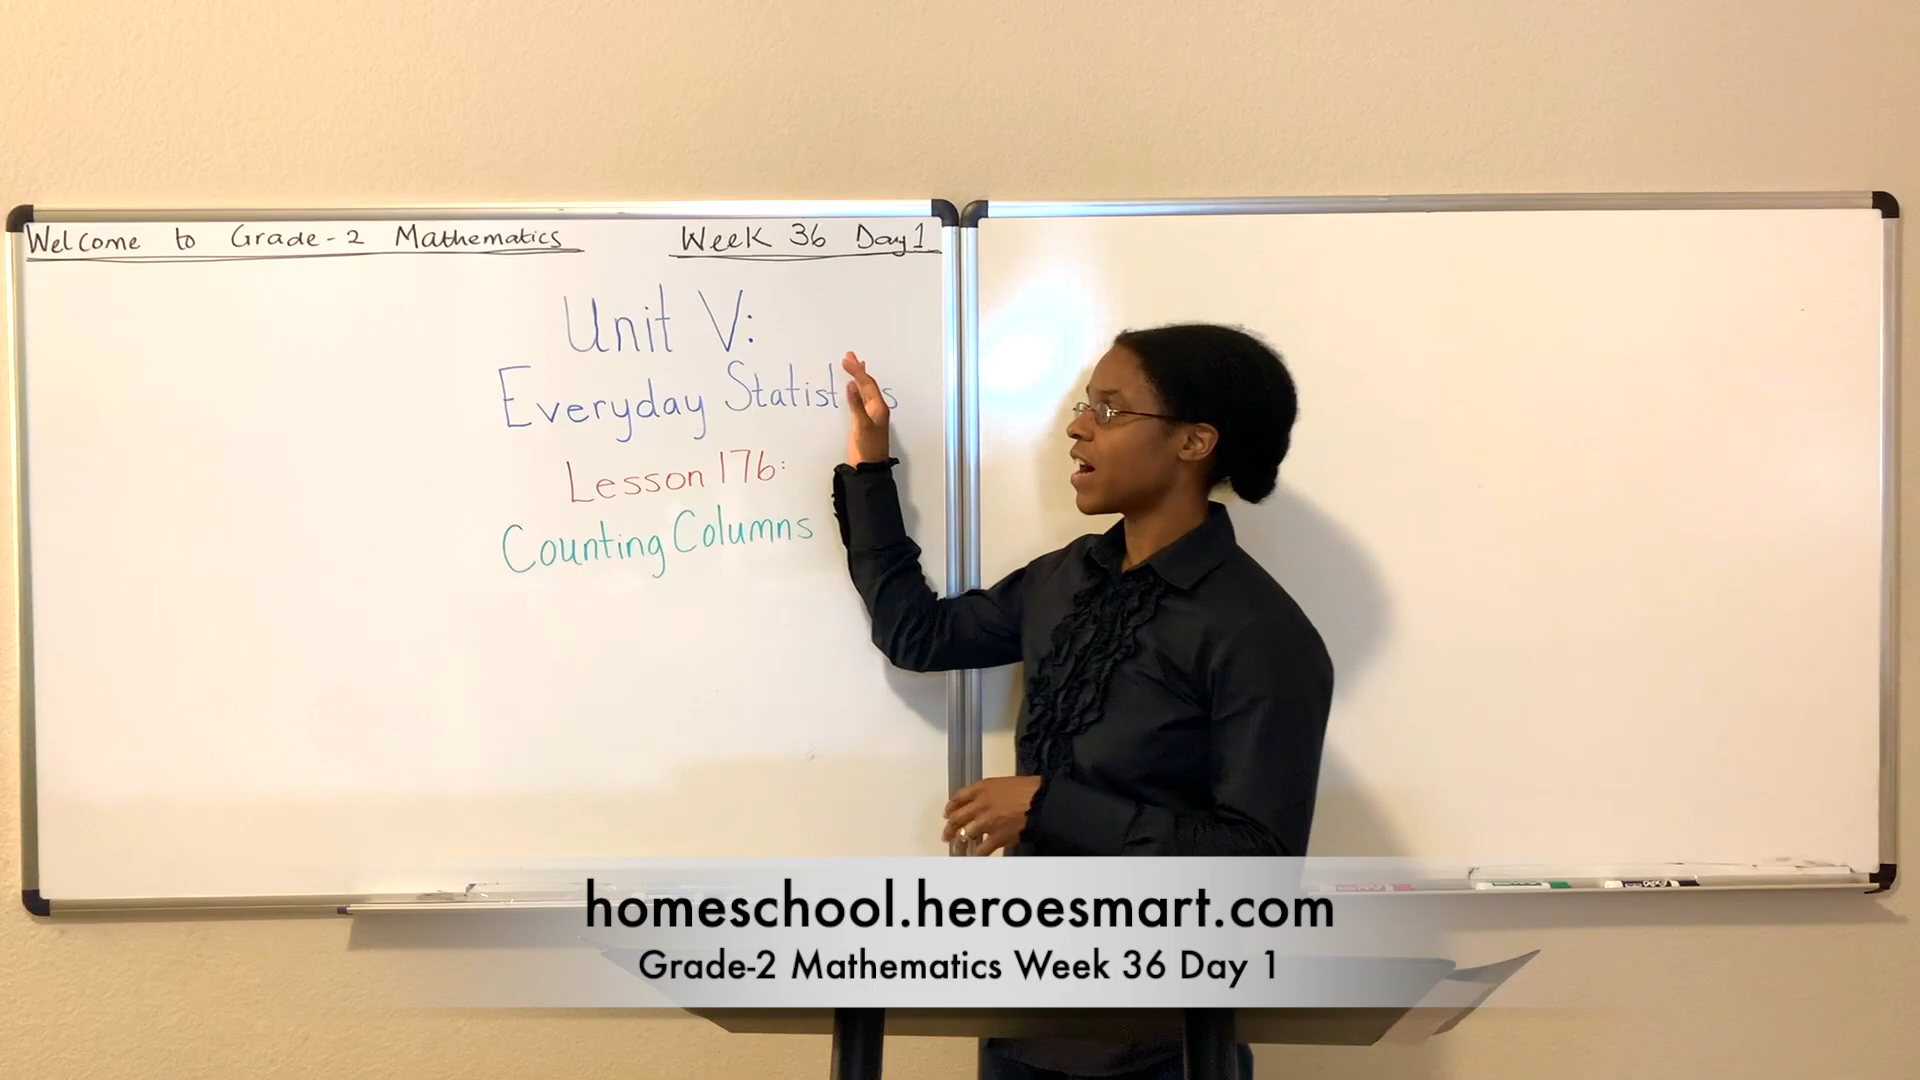 Welcome to Grade-2 Mathematics Week 36 Day 1
Unit V:
Everyday
Lesson 176:
Counting Columns
homeschool.heroesmart.com
Grade-2 Mathematics Week 36 Day 1